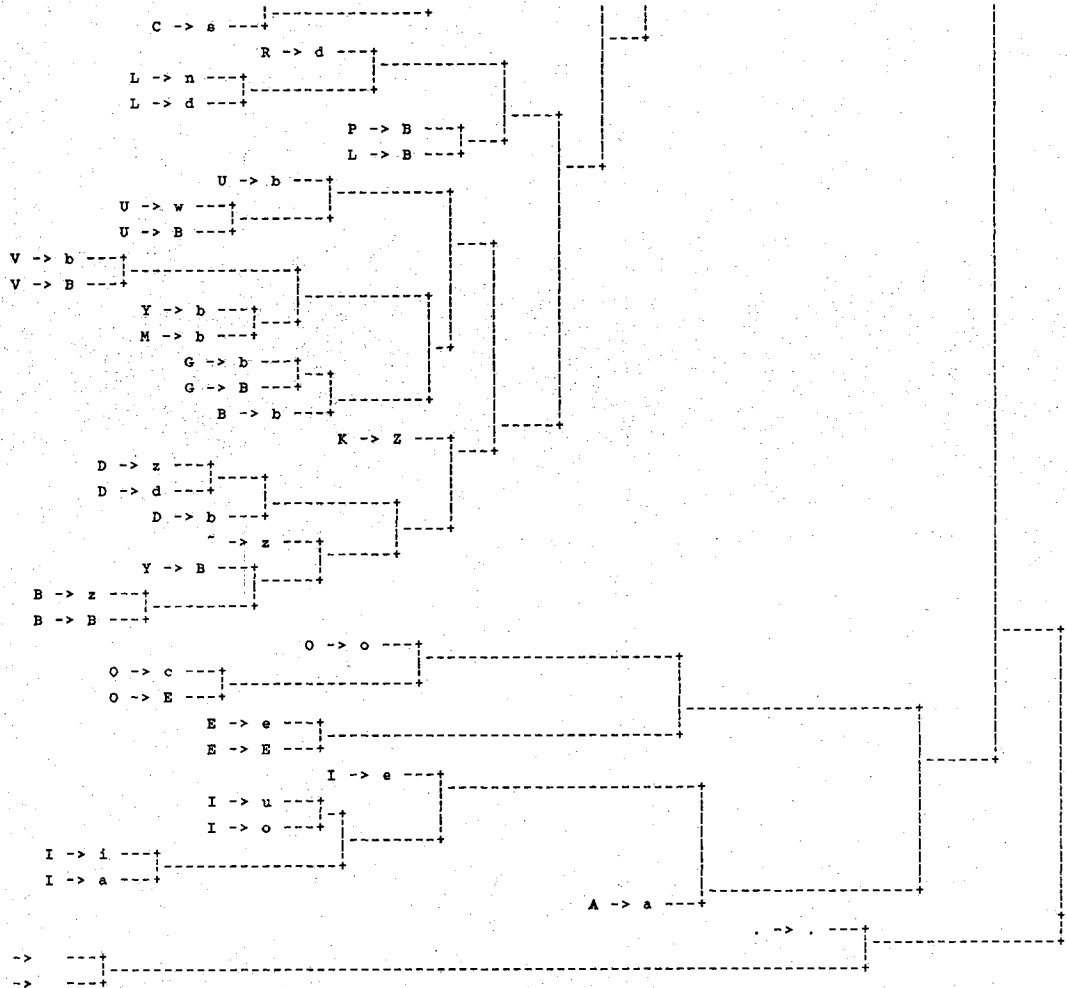 C -> s
R -> d
L -> n
L -> d
P -> B
L -> B
U -> b
U -> w
U -> B
V -> b
V -> B
Y -> b
M -> b
G -> b
G -> B
B -> b
K -> Z
D -> z
D -> d
D -> b
~ -> z
Y -> B
B -> z
B -> B
O -> o
O -> c
O -> E
E -> e
E -> E
I -> e
I -> u
I -> o
I -> i
I -> a
A -> a
. -> .
->
->